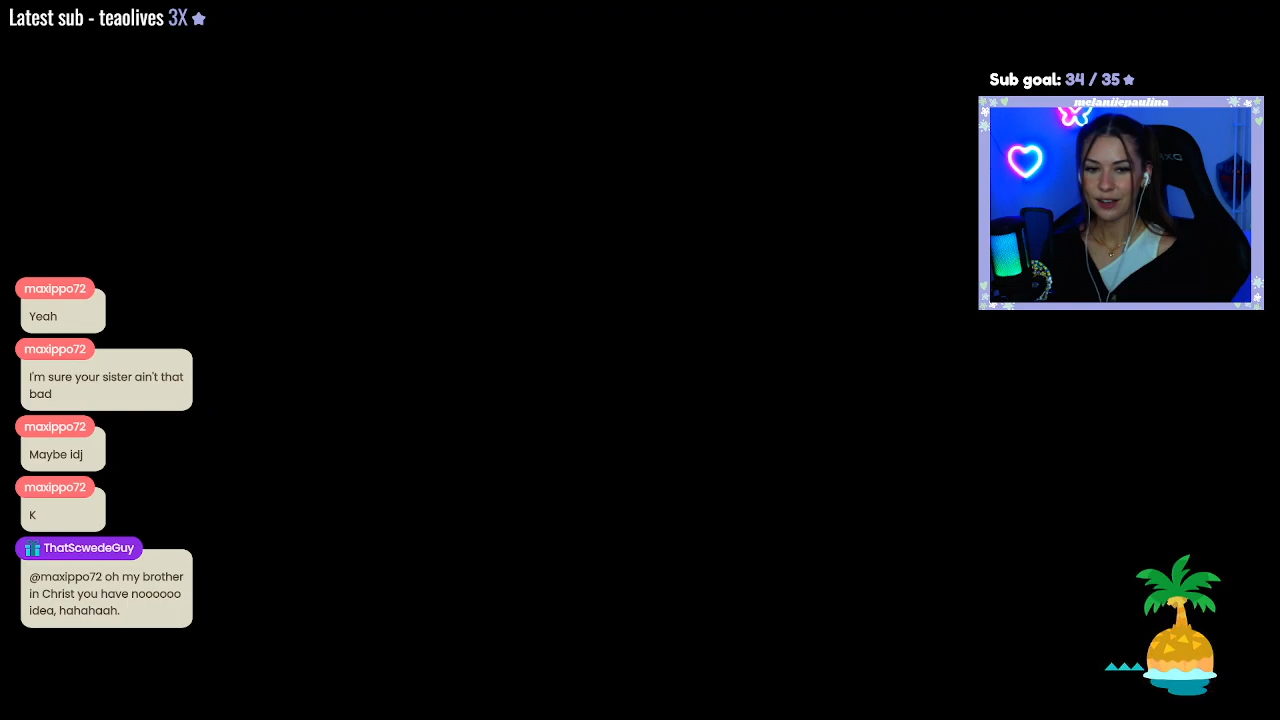 Latest sub - teaolives 3X
Sub goal: 34 / 35
melaniiepaulina
maxippo72
Yeah
maxippo72
I'm sure your sister ain't that
bad
maxippo72
Maybe idj
maxippo72
K
ThatScwedeGuy
@maxippo72 oh my brother
in Christ you have noooooo
idea, hahahaah.